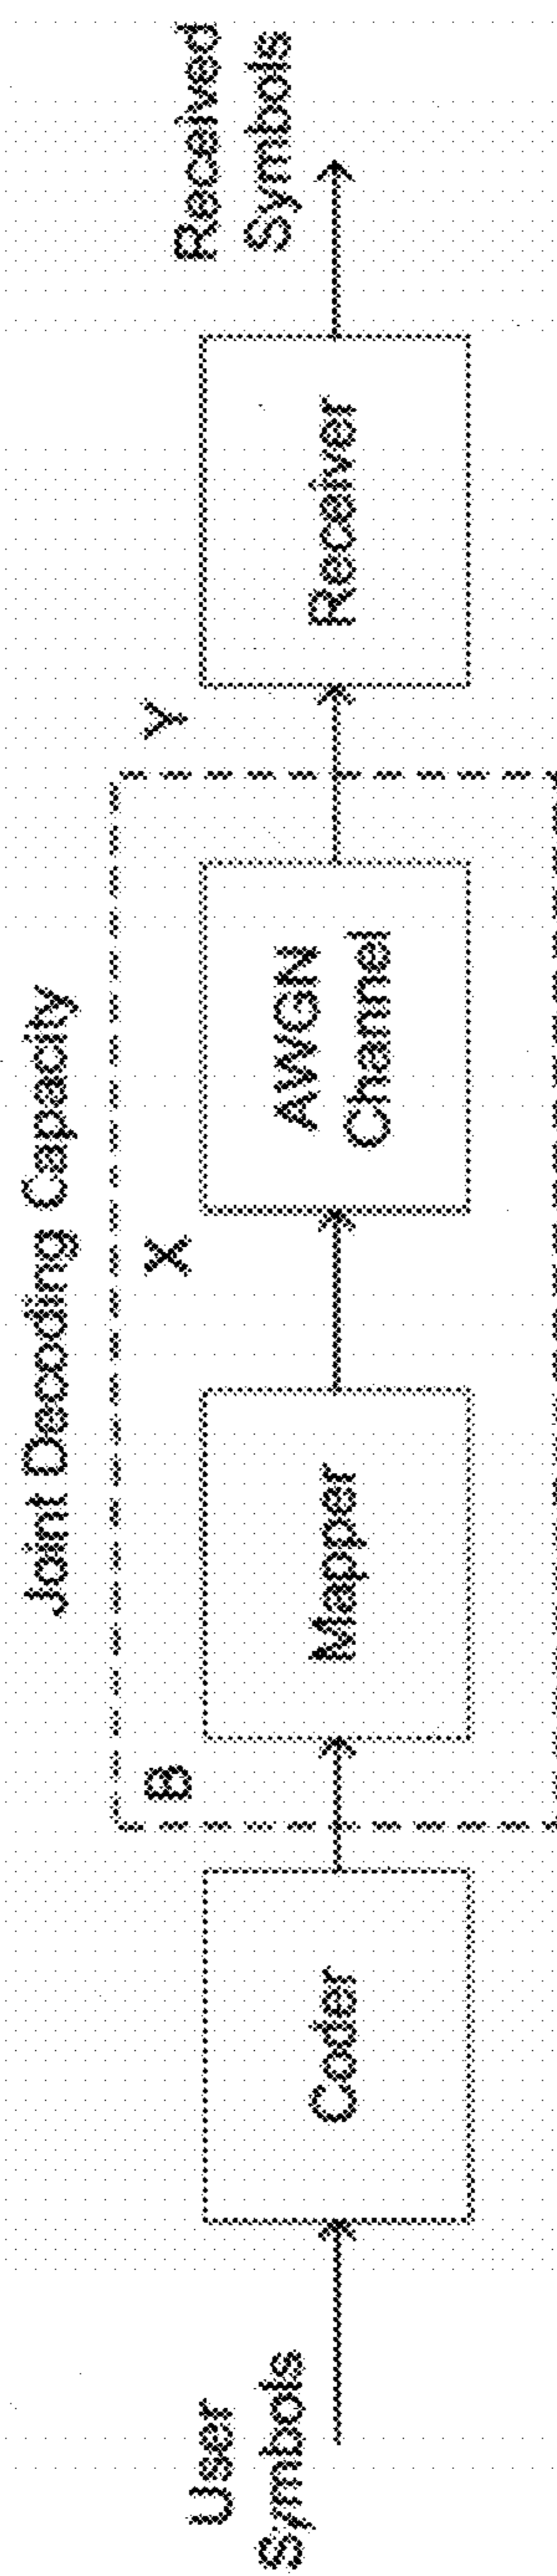 Joint Decoding Capacity
User
Symbols
Coder
B
Mapper
X
AWGN
Channel
Y
Receiver
Received
Symbols